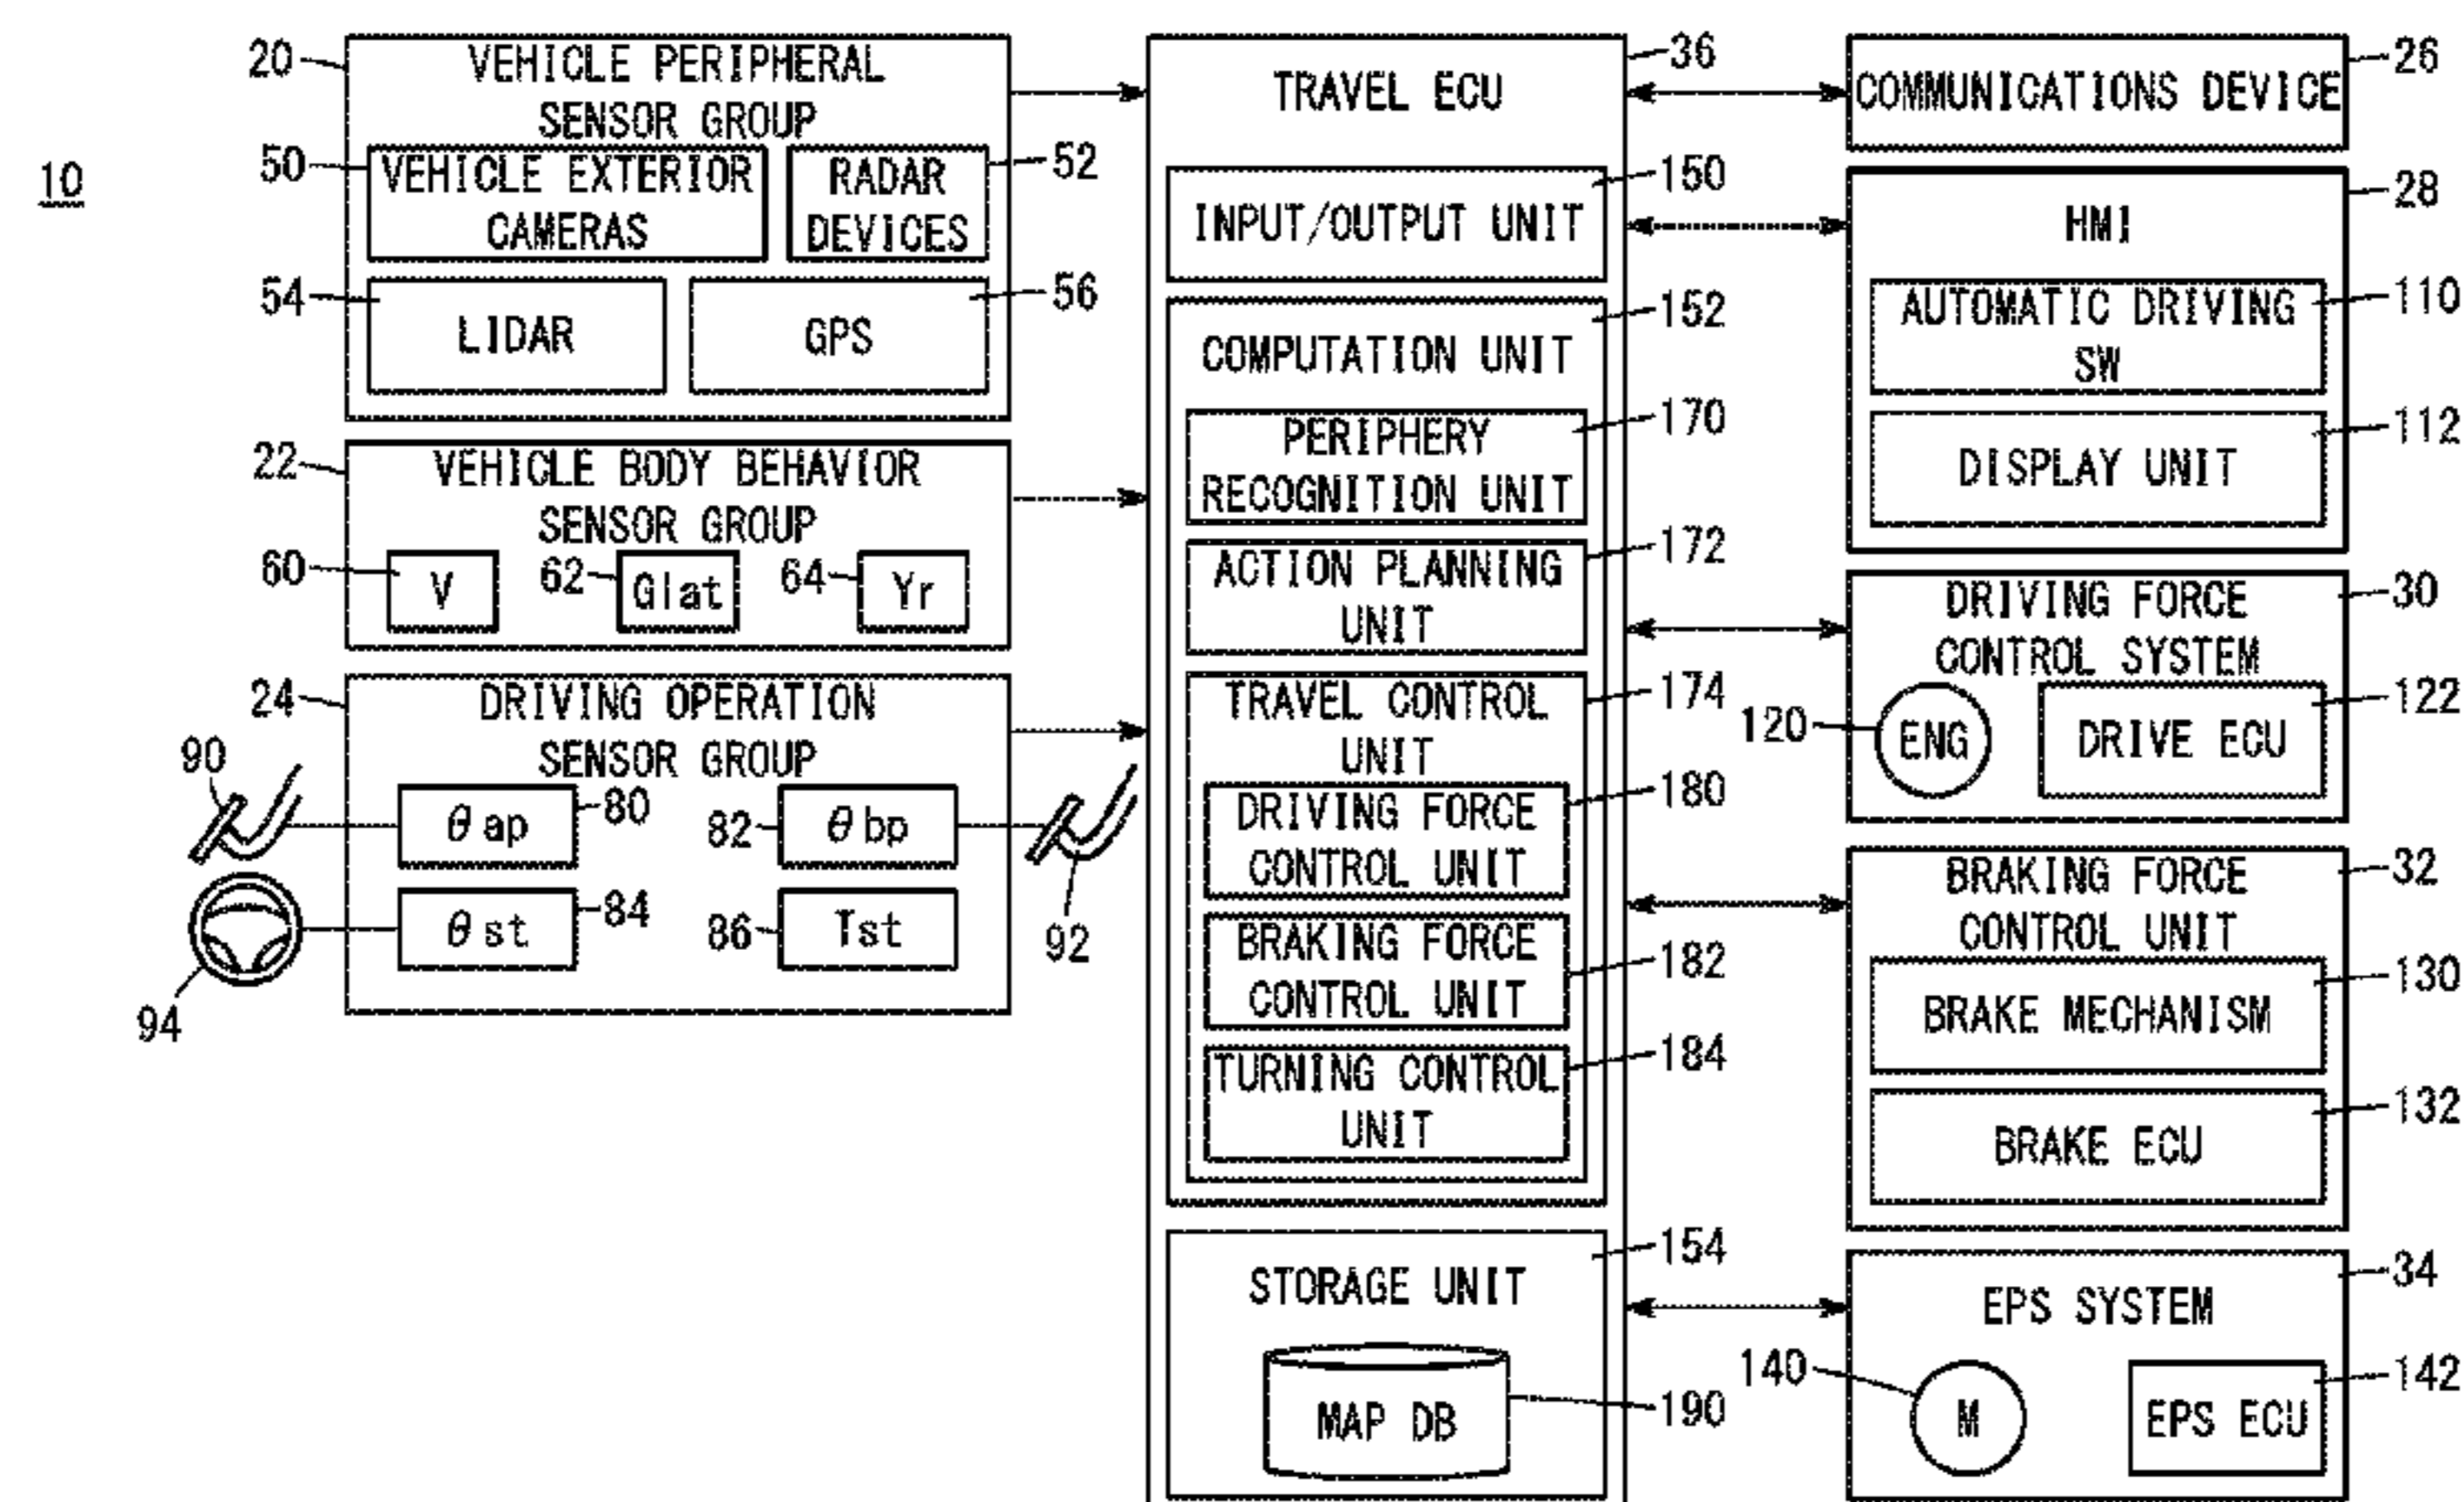 10
20
VEHICLE PERIPHERAL
SENSOR GROUP
50
VEHICLE EXTERIOR
CAMERAS
RADAR
DEVICES
52
54
LIDAR
GPS
56
22
VEHICLE BODY BEHAVIOR
SENSOR GROUP
60
V
62
Glat
64
Yr
24
DRIVING OPERATION
SENSOR GROUP
90
θap
80
82
θbp
92
94
θst
84
86
Tst
TRAVEL ECU
36
INPUT/OUTPUT UNIT
150
COMPUTATION UNIT
152
PERIPHERY
RECOGNITION UNIT
170
ACTION PLANNING
UNIT
172
TRAVEL CONTROL
UNIT
174
DRIVING FORCE
CONTROL UNIT
180
BRAKING FORCE
CONTROL UNIT
182
TURNING CONTROL
UNIT
184
STORAGE UNIT
154
MAP DB
190
COMMUNICATIONS DEVICE
26
HMI
28
AUTOMATIC DRIVING
SW
110
DISPLAY UNIT
112
DRIVING FORCE
CONTROL SYSTEM
30
120
ENG
DRIVE ECU
122
BRAKING FORCE
CONTROL UNIT
32
BRAKE MECHANISM
130
BRAKE ECU
132
EPS SYSTEM
34
140
M
EPS ECU
142